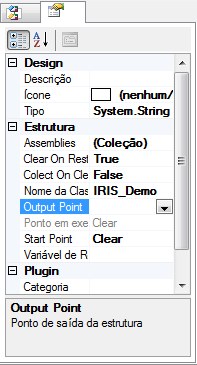 Design
Descrição
Ícone (nenhum/
Tipo System.String
Estrutura
Assemblies (Coleção)
Clear On Rest True
Colect On Cle False
Nome da Clas IRIS_Demo
Output Point
Ponto em exe Clear
Start Point Clear
Variável de R
Plugin
Categoria
Output Point
Ponto de saída da estrutura